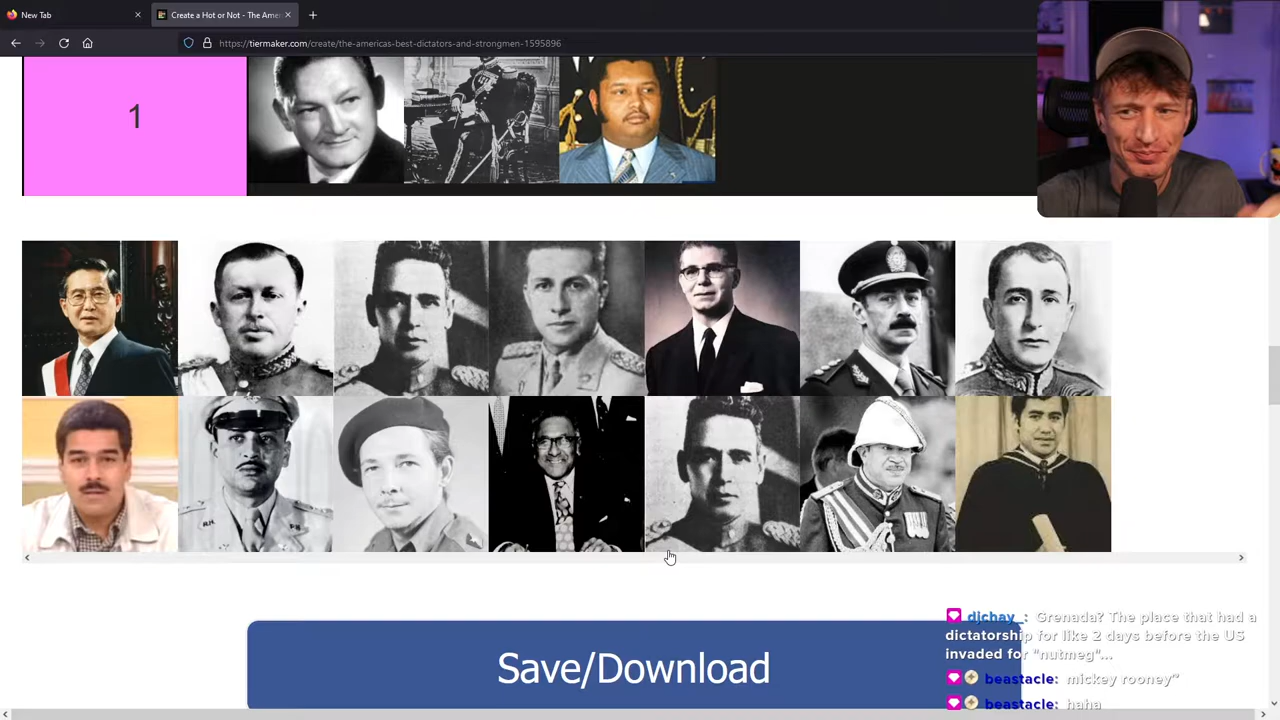 New Tab
Create a Hot or Not - The Ame
https://tiermaker.com/create/the-americas-best-dictators-and-strongmen-1595896
1
Save/Download
djchay_: Grenada? The place that had a
dictatorship for like 2 days before the US
invaded for "nutmeg"...
beastacle: mickey rooney~
beastacle: haha